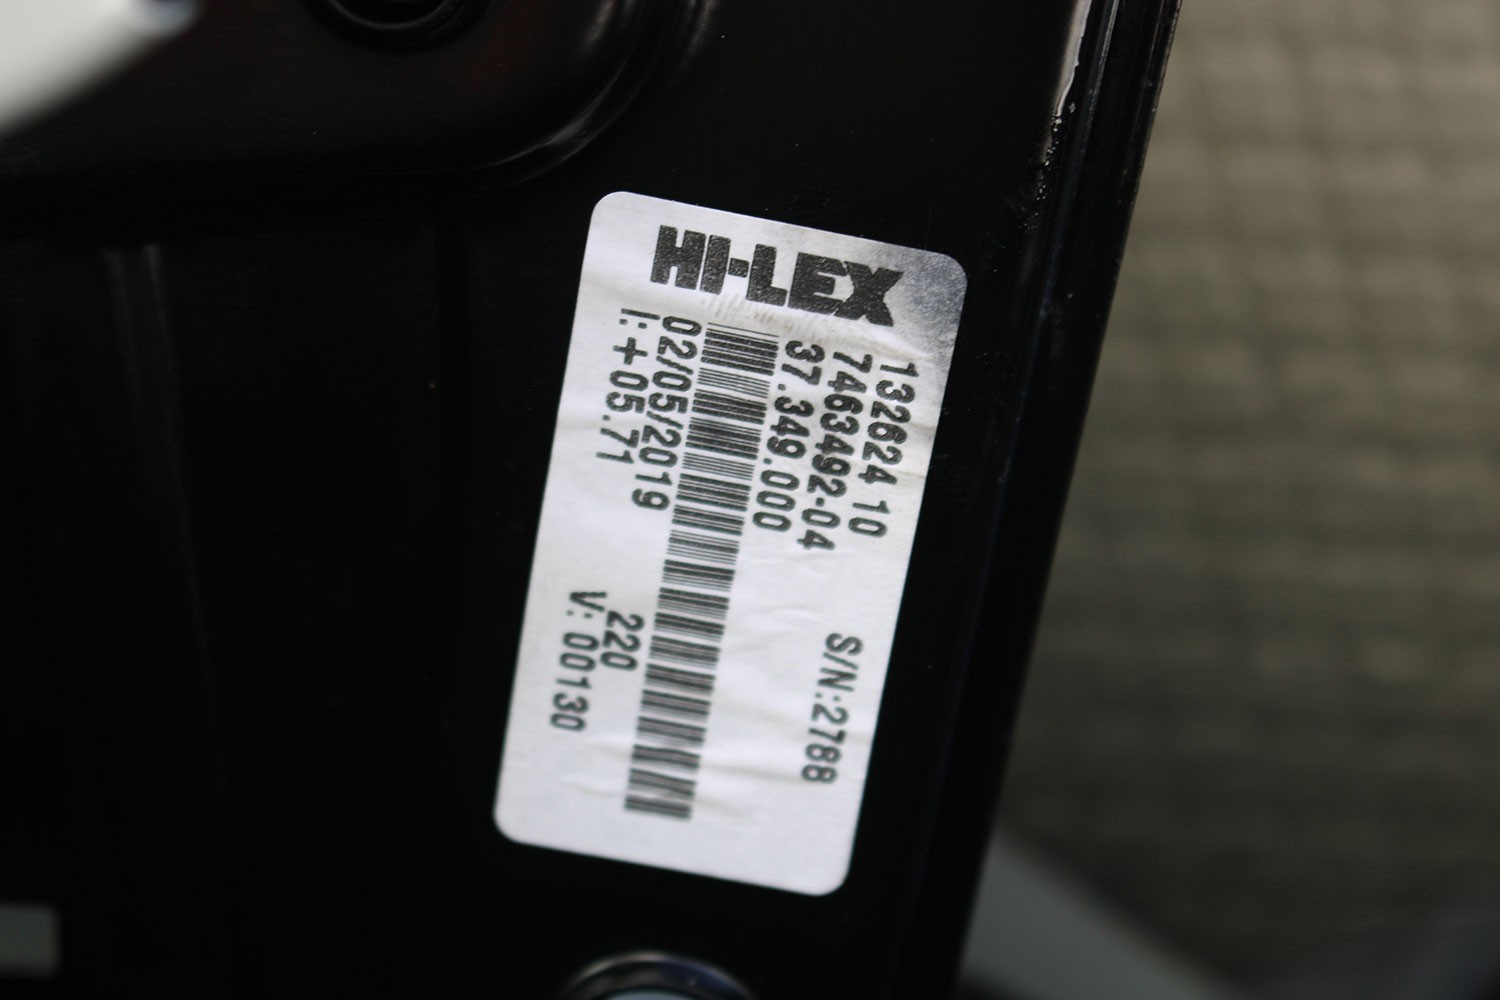 HI-LEX
132624 10
S/N:2788
7463492-04
37.349.000
02/05/2019
220
I: +05.71
V: 00130